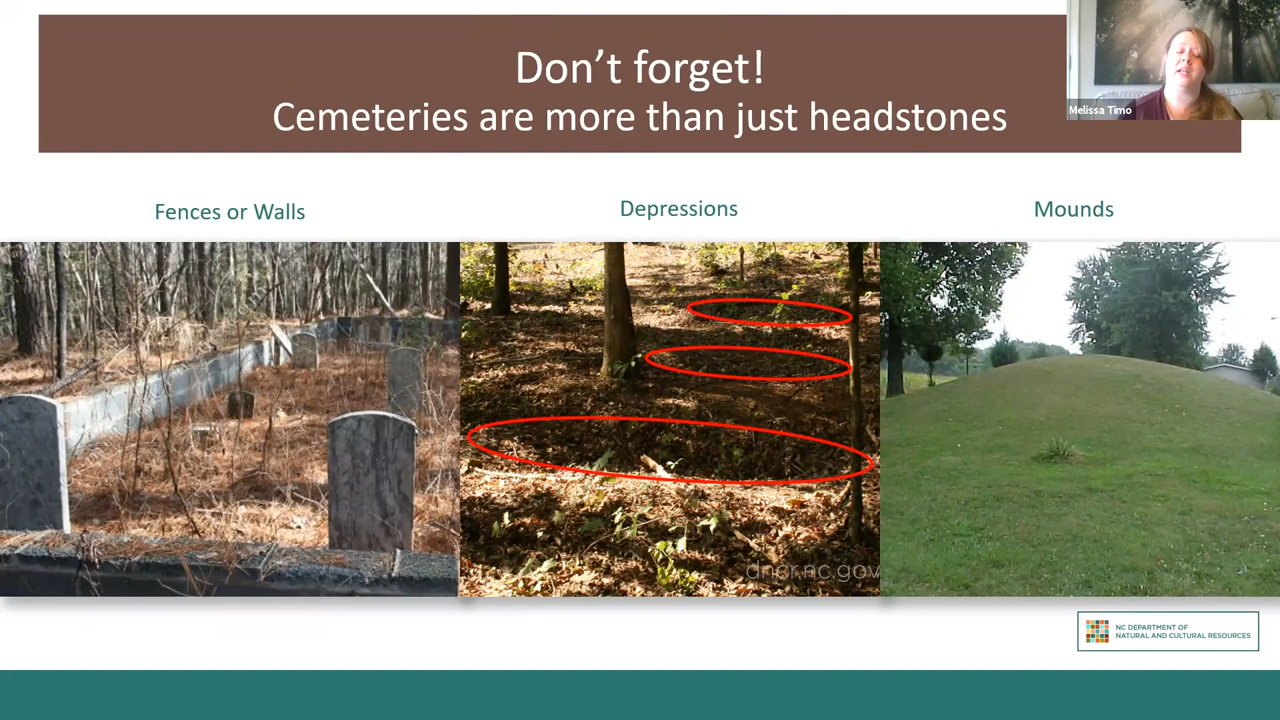 Don't forget!
Cemeteries are more than just headstones
Melissa Timo
Fences or Walls
Depressions
Mounds
dncr.nc.gov
NC DEPARTMENT OF
NATURAL AND CULTURAL RESOURCES